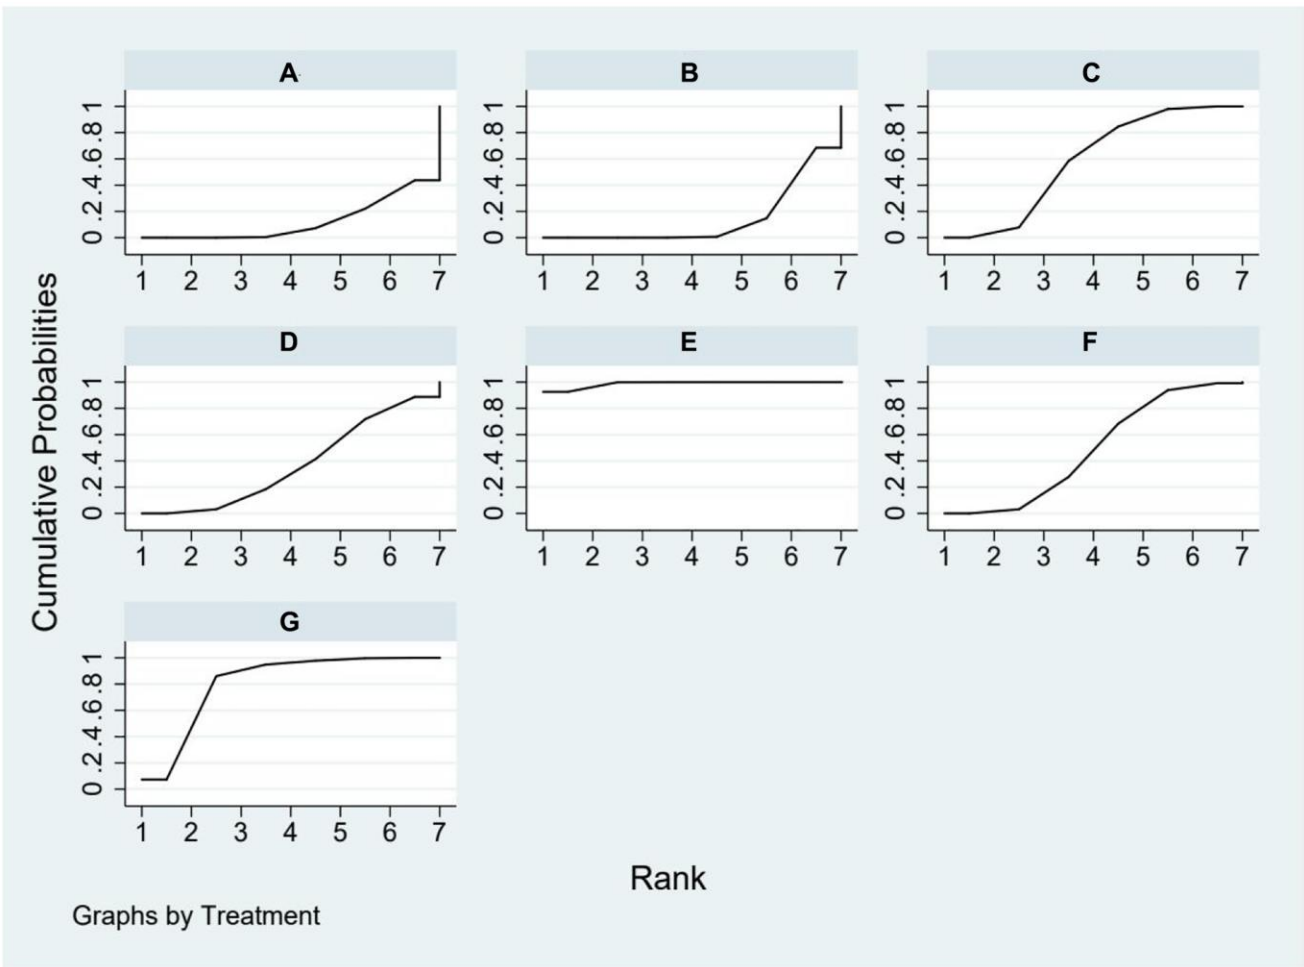 A B C
0 .2 .4 .6 .8 1 0 .2 .4 .6 .8 1 0 .2 .4 .6 .8 1
1 2 3 4 5 6 7 1 2 3 4 5 6 7 1 2 3 4 5 6 7
Cumulative Probabilities
D E F
0 .2 .4 .6 .8 1 0 .2 .4 .6 .8 1 0 .2 .4 .6 .8 1
1 2 3 4 5 6 7 1 2 3 4 5 6 7 1 2 3 4 5 6 7
G
0 .2 .4 .6 .8 1
1 2 3 4 5 6 7
Rank
Graphs by Treatment